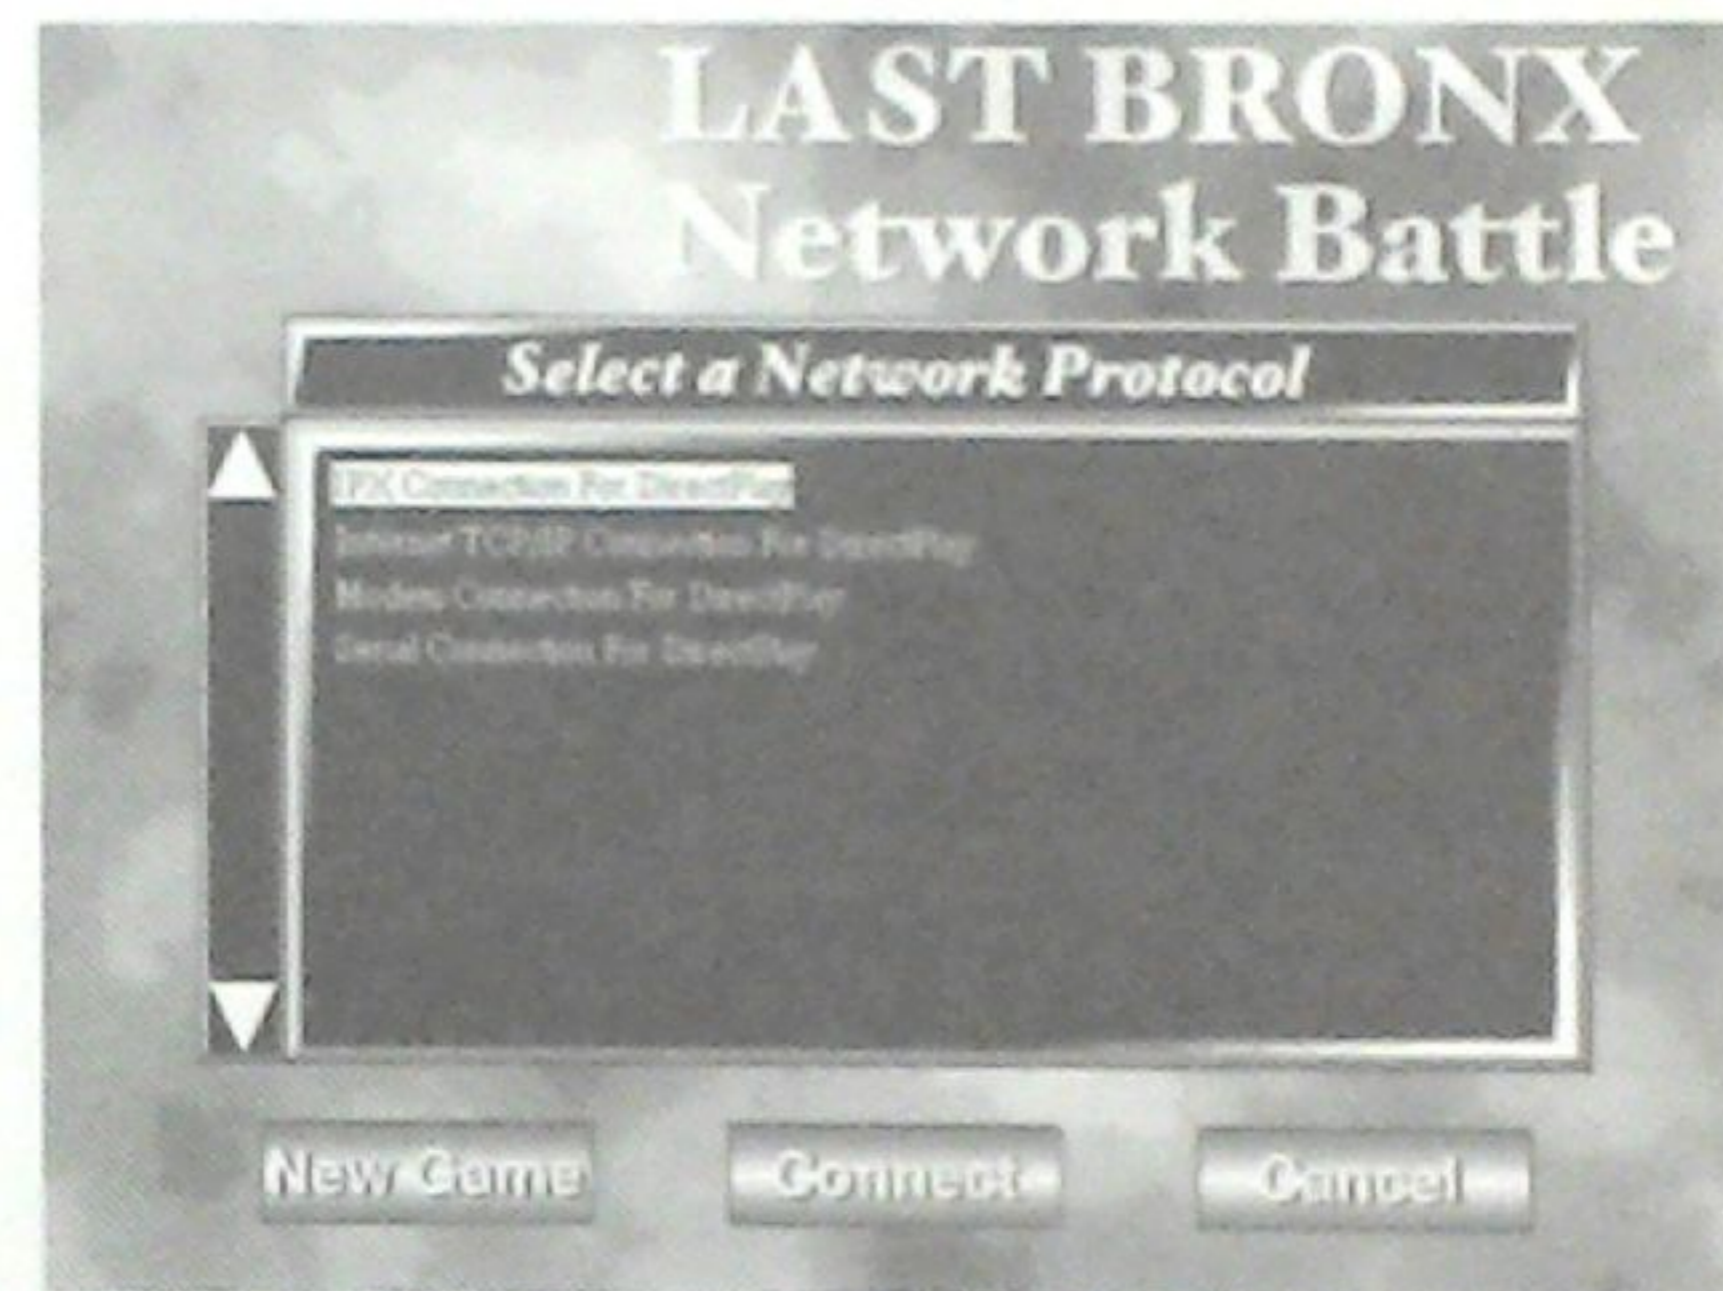 LAST BRONX
Network Battle
Select a Network Protocol
IPX Connection For DirectPlay
Internet TCP/IP Connection For DirectPlay
Modem Connection For DirectPlay
Serial Connection For DirectPlay
New Game
Connect
Cancel